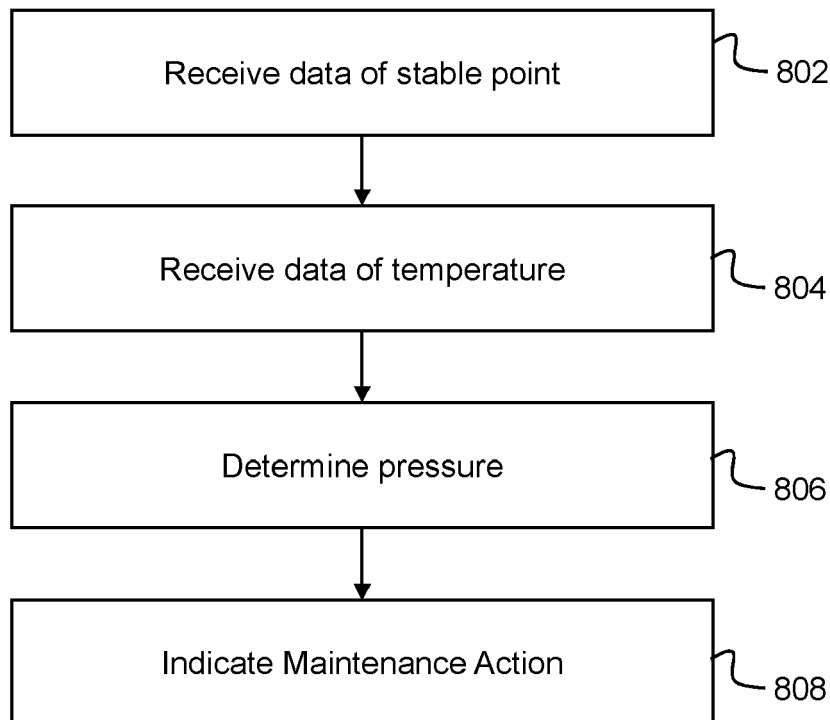 Receive data of stable point
802
Receive data of temperature
804
Determine pressure
806
Indicate Maintenance Action
808